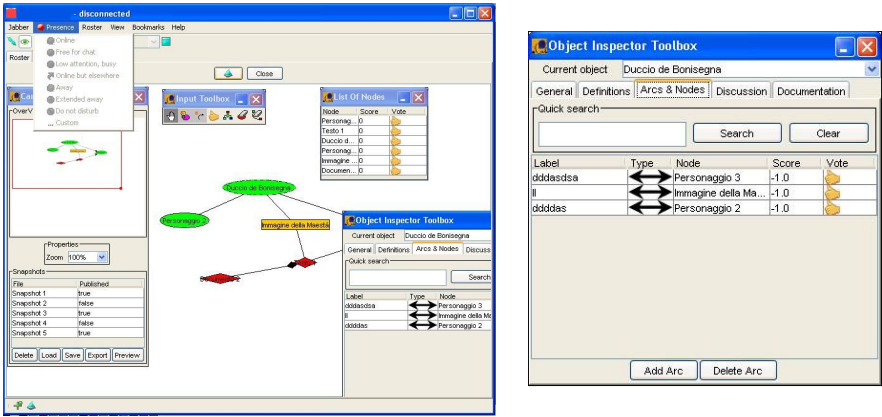 - disconnected
Jabber Presence Roster View Bookmarks Help
Online
Free for chat
Low attention, busy
Online but elsewhere
Away
Extended away
Do not disturb
... Custom
Roster
Close
OverV
Input Toolbox
List Of Nodes
Node Score Vote
Personag... 0
Testo 1 0
Duccio d... 0
Personag... 0
Immagine ... 0
Documen... 0
Duccio de Bonisegna
Personaggio 2
Immagine della Maestà
Properties
Zoom 100%
Snapshots
File Published
Snapshot 1 true
Snapshot 2 false
Snapshot 3 true
Snapshot 4 false
Snapshot 5 true
Delete Load Save Export Preview
Object Inspector Toolbox
Current object Duccio de Bonisegna
General Definitions Arcs & Nodes Discuss
Quick search
Search
Label Type Node
dddasdsa Personaggio 3
ll Immagine della Ma
ddddas Personaggio 2
Object Inspector Toolbox
Current object Duccio de Bonisegna
General Definitions Arcs & Nodes Discussion Documentation
Quick search
Search Clear
Label Type Node Score Vote
dddasdsa Personaggio 3 -1.0
ll Immagine della Ma... -1.0
ddddas Personaggio 2 -1.0
Add Arc Delete Arc